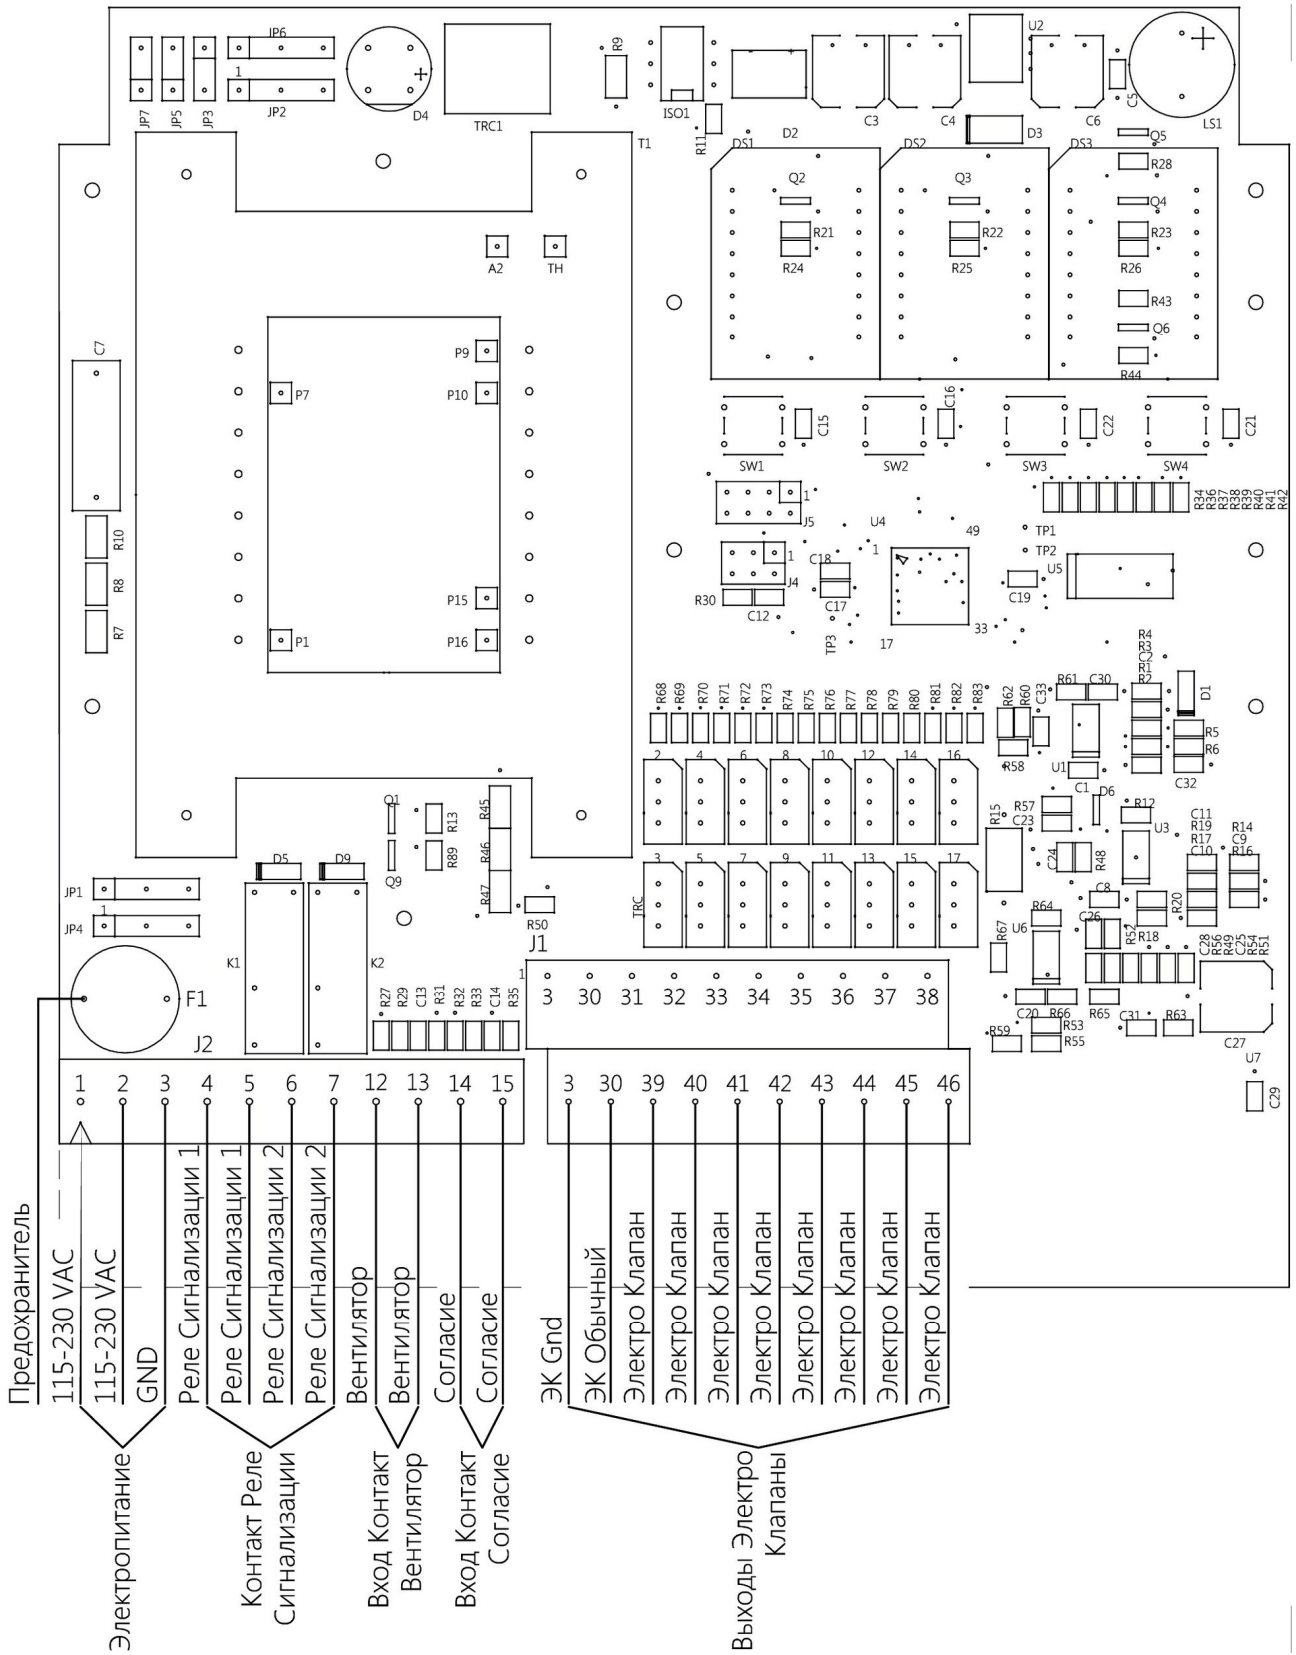 JP7
JP5
JP3
JP6
1
JP2
D4
TRC1
R9
ISO1
R11
D2
C3
C4
U2
D3
C6
C5
LS1
T1
DS1
DS2
DS3
Q5
R28
Q2
Q3
Q4
R21
R22
R23
R24
R25
R26
R43
Q6
R44
A2
TH
C7
P9
P7
P10
P15
P1
P16
R10
R8
R7
SW1
C15
SW2
C16
SW3
C22
SW4
C21
1
J5
1
J4
R30
C12
C18
C17
TP3
U4
1
49
17
33
TP1
TP2
U5
C19
R34
R36
R37
R38
R39
R40
R41
R42
R4
R3
C2
R1
R2
D1
R5
R6
C32
R68
R69
R70
R71
R72
R73
R74
R75
R76
R77
R78
R79
R80
R81
R82
R83
R62
R60
C33
R61
C30
R58
U1
C1
2
4
6
8
10
12
14
16
3
5
7
9
11
13
15
17
TRC
R15
R57
C23
D6
R12
U3
C24
R48
C8
C11
R19
R17
C10
R14
C9
R16
R20
R18
R64
U6
C26
R52
R67
C28
R56
R49
C25
R54
R51
C20
R66
R65
R59
R53
R55
C31
R63
C27
U7
C29
Q1
R13
Q9
R89
R45
R46
R47
R50
D5
D9
JP1
1
JP4
K1
K2
F1
R27
R29
C13
R31
R32
R33
C14
R35
J1
1
3
30
31
32
33
34
35
36
37
38
J2
1
2
3
4
5
6
7
12
13
14
15
3
30
39
40
41
42
43
44
45
46
Предохранитель
115-230 VAC
115-230 VAC
GND
Реле Сигнализации 1
Реле Сигнализации 1
Реле Сигнализации 2
Реле Сигнализации 2
Вентилятор
Вентилятор
Согласие
Согласие
ЭК Gnd
ЭК Обычный
Электро Клапан
Электро Клапан
Электро Клапан
Электро Клапан
Электро Клапан
Электро Клапан
Электро Клапан
Электро Клапан
Электропитание
Контакт Реле
Сигнализации
Вход Контакт
Вентилятор
Вход Контакт
Согласие
Выходы Электро
Клапаны